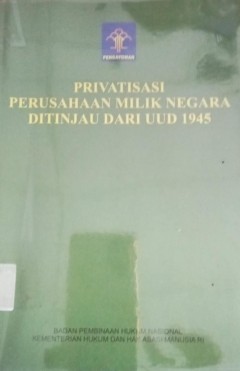 PENGAYOMAN
PRIVATISASI
PERUSAHAAN MILIK NEGARA
DITINJAU DARI UUD 1945
BADAN PEMBINAAN HUKUM NASIONAL
KEMENTERIAN HUKUM DAN HAK ASASI MANUSIA RI